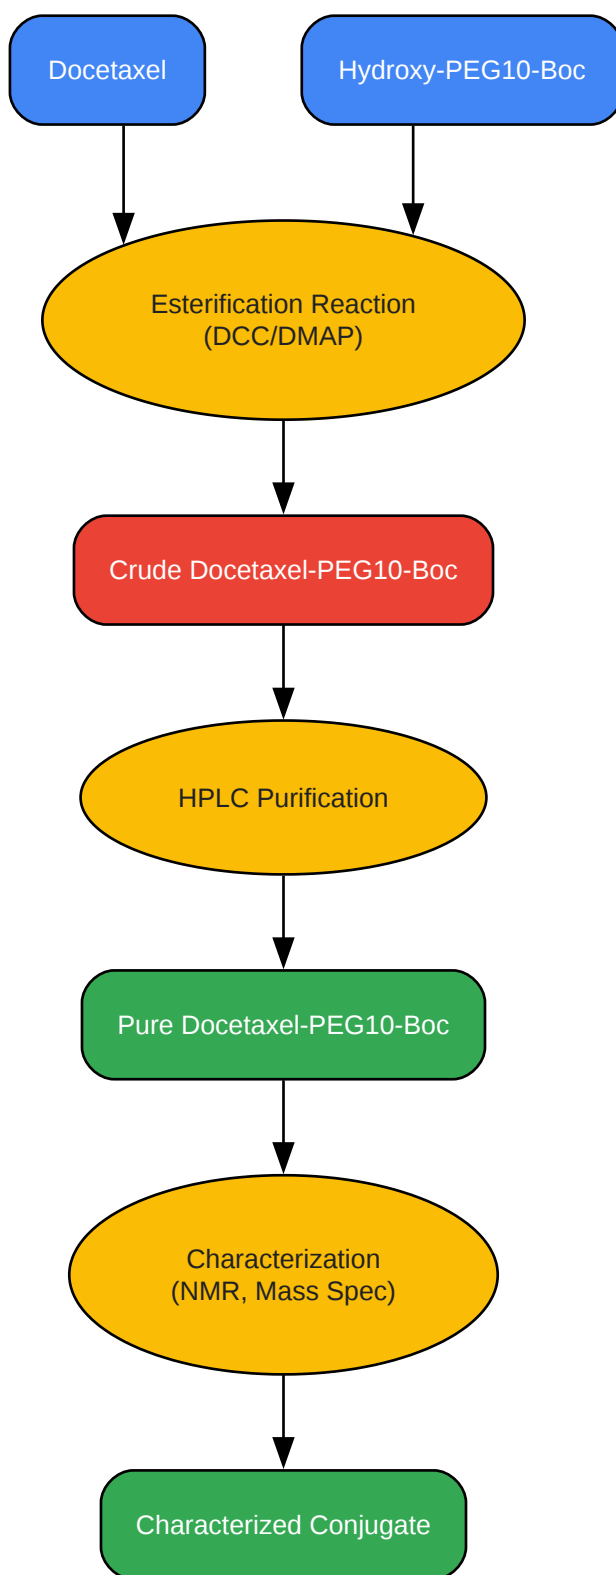 Docetaxel
Hydroxy-PEG10-Boc
Esterification Reaction
(DCC/DMAP)
Crude Docetaxel-PEG10-Boc
HPLC Purification
Pure Docetaxel-PEG10-Boc
Characterization
(NMR, Mass Spec)
Characterized Conjugate